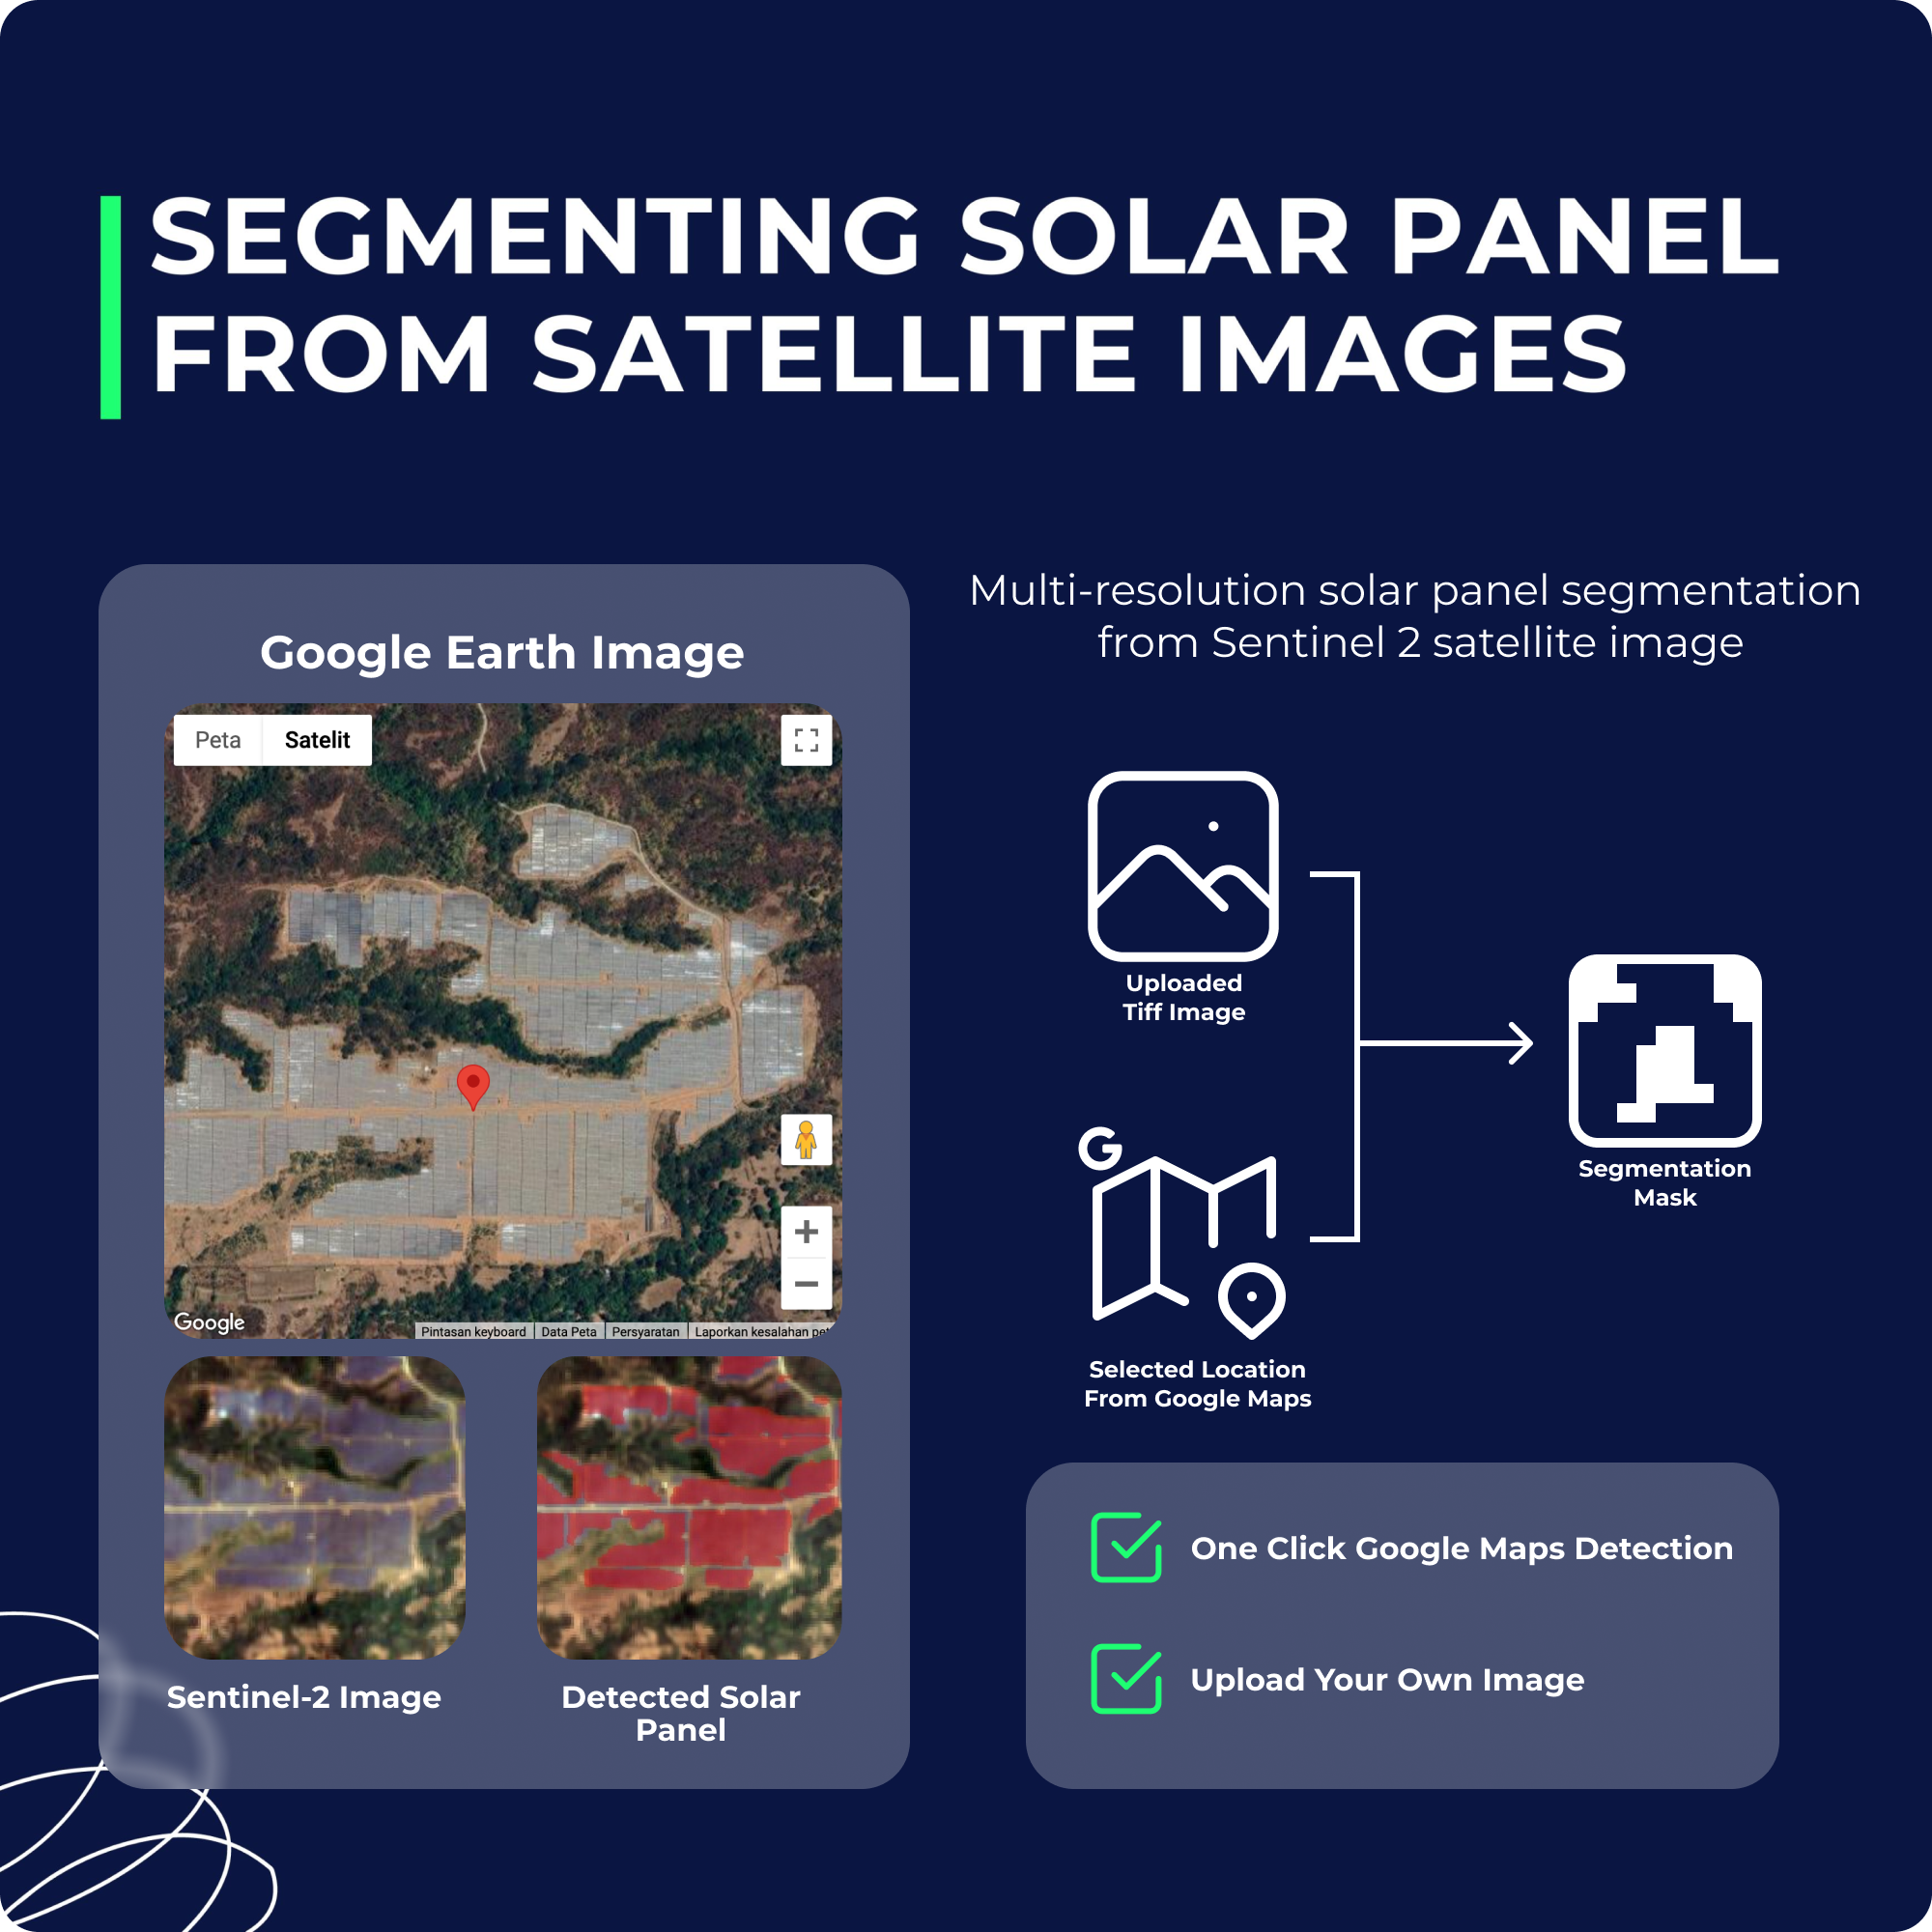 SEGMENTING SOLAR PANEL
FROM SATELLITE IMAGES
Google Earth Image
Peta
Satelit
Google
Pintasan keyboard
Data Peta
Persyaratan
Laporkan kesalahan pet
Sentinel-2 Image
Detected Solar
Panel
Multi-resolution solar panel segmentation
from Sentinel 2 satellite image
Uploaded
Tiff Image
G
Selected Location
From Google Maps
Segmentation
Mask
One Click Google Maps Detection
Upload Your Own Image